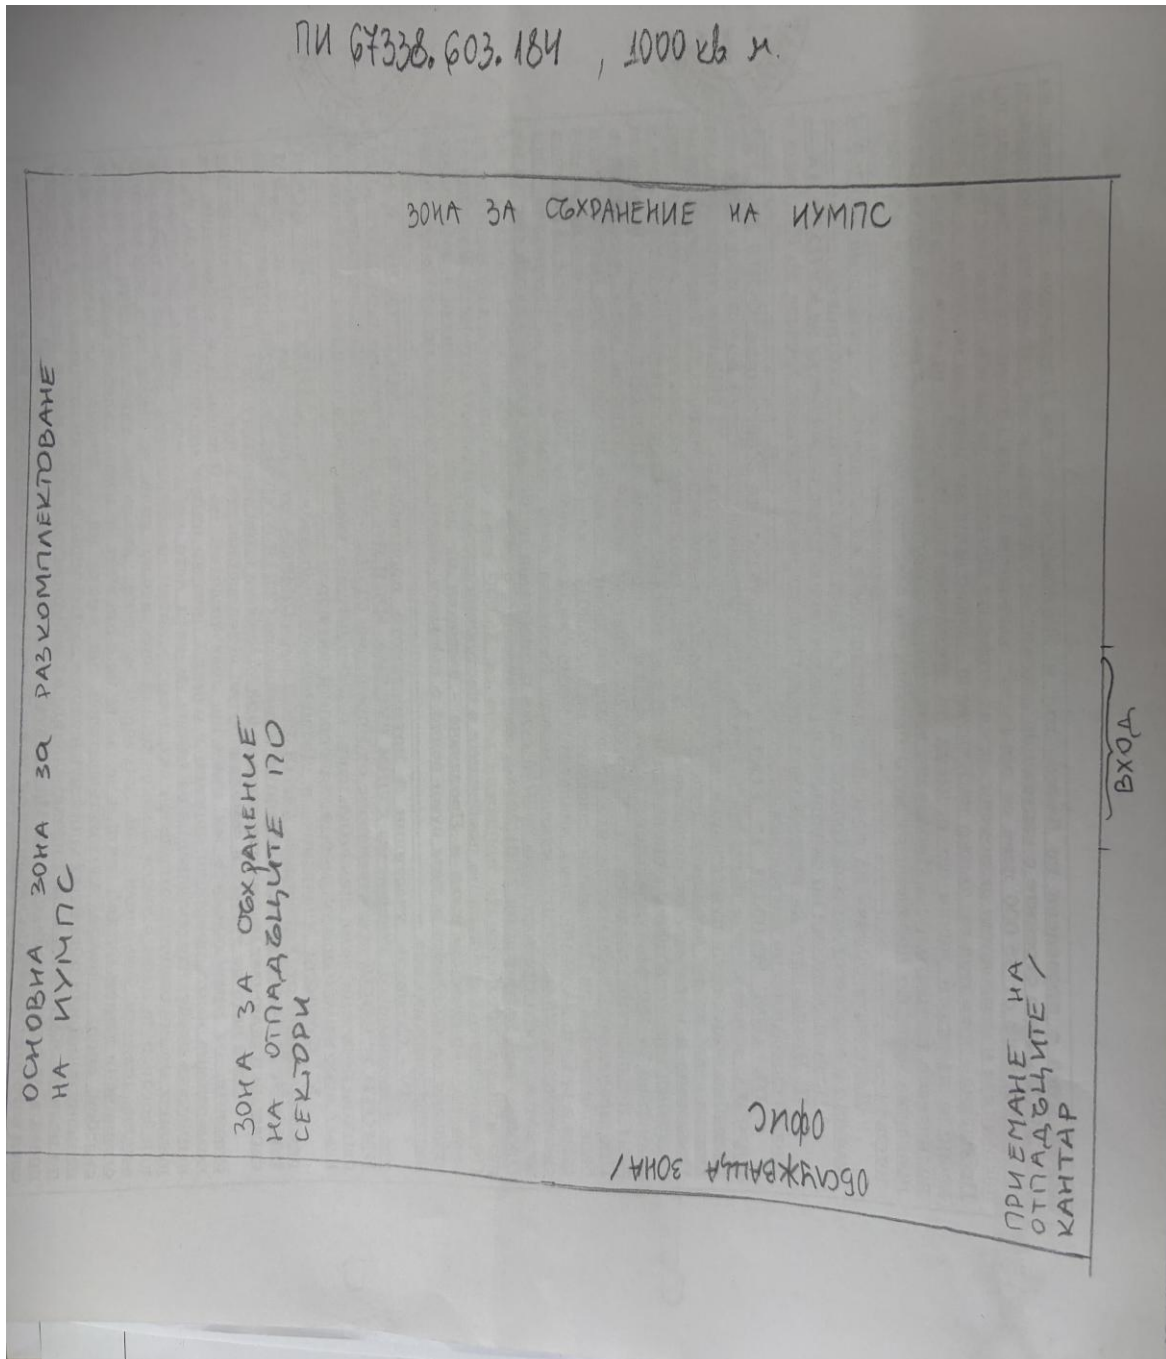 ПИ 67338.603.184 , 1000 кв м.
ЗОНА ЗА СЪХРАНЕНИЕ НА ИУМПС
ОСНОВНА ЗОНА ЗА РАЗКОМПЛЕКТОВАНЕ
НА ИУМПС
ЗОНА ЗА СЪХРАНЕНИЕ
НА ОТПАДЪЦИТЕ ПО
СЕКТОРИ
ОБСЛУЖВАЩА ЗОНА/
ОФИС
ПРИЕМАНЕ НА
ОТПАДЪЦИТЕ /
КАНТАР
ВХОД